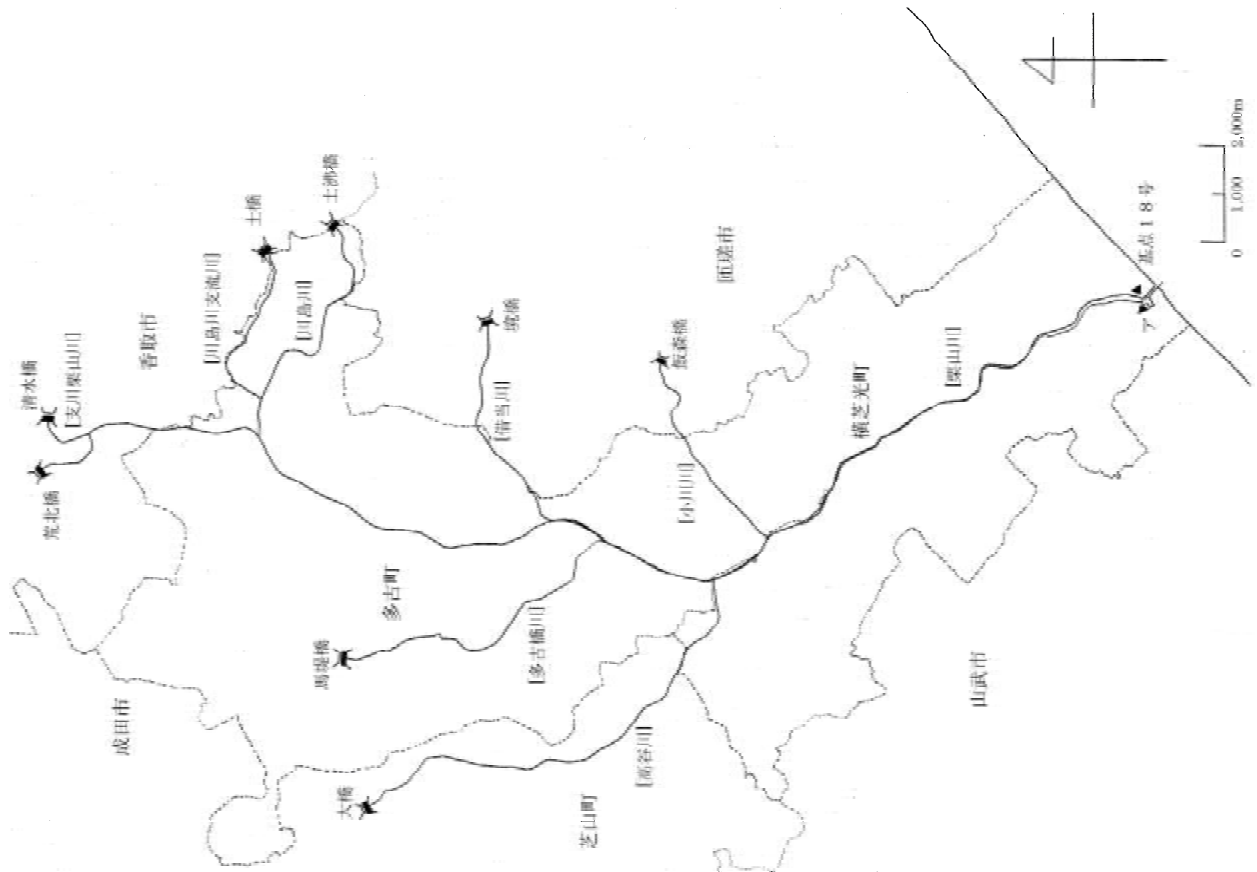 清水橋
[支川栗山川]
荒北橋
香取市
[川島川支流川]
土橋
[川島川]
土沸橋
成田市
多古町
馬堤橋
[借当川]
境橋
大橋
[多古橋川]
[小川川]
飯森橋
匝瑳市
[高谷川]
芝山町
横芝光町
[栗山川]
山武市
ア
基点18号
0
1,000
2,000m